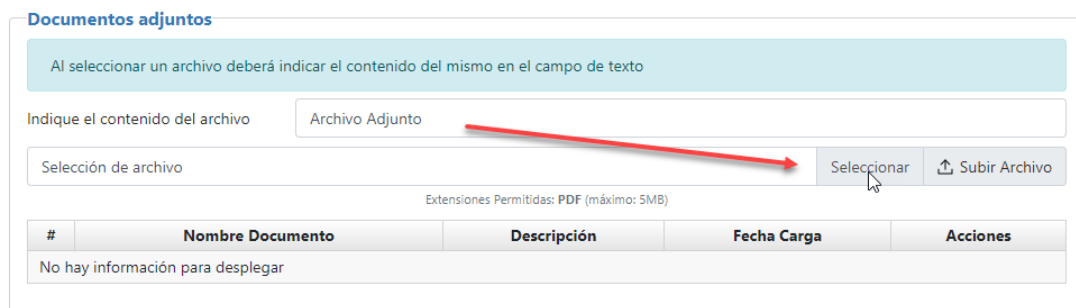 Documentos adjuntos
Al seleccionar un archivo deberá indicar el contenido del mismo en el campo de texto
Indique el contenido del archivo Archivo Adjunto
Selección de archivo Seleccionar Subir Archivo
Extensiones Permitidas: PDF (máximo: 5MB)
# Nombre Documento Descripción Fecha Carga Acciones
No hay información para desplegar